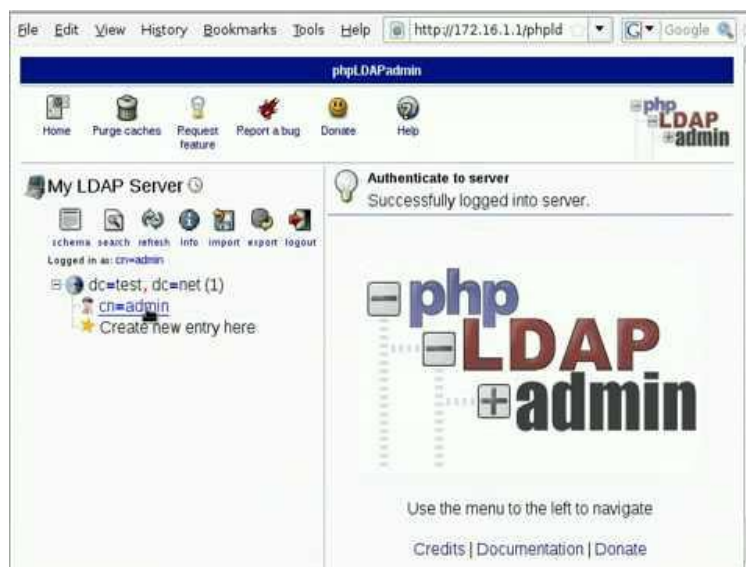 File Edit View History Bookmarks Tools Help http://172.16.1.1/phpld G Google
phpLDAPadmin
Home Purge caches Request feature Report a bug Donate Help
php
LDAP
admin
My LDAP Server
schema search refresh info import export logout
Logged in as: cn=admin
dc=test, dc=net (1)
cn=admin
Create new entry here
Authenticate to server
Successfully logged into server.
php
LDAP
admin
Use the menu to the left to navigate
Credits | Documentation | Donate